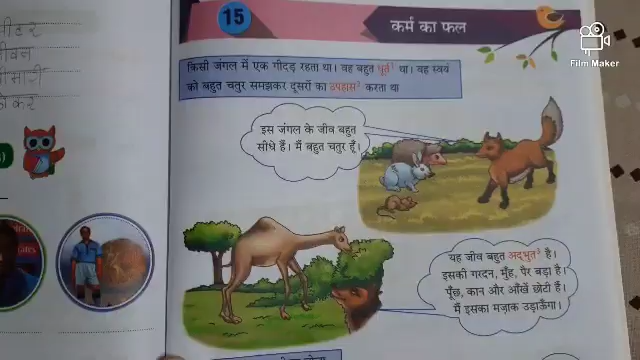 15
कर्म का फल
Film Maker
किसी जंगल में एक गीदड़ रहता था। वह बहुत धूर्त¹ था। वह स्वयं
को बहुत चतुर समझकर दूसरों का उपहास² करता था
इस जंगल के जीव बहुत
सीधे हैं। मैं बहुत चतुर हूँ।
यह जीव बहुत अद्भुत³ है।
इसकी गरदन, मुँह, पैर बड़ा है।
पूँछ, कान और आँखें छोटी हैं।
मैं इसका मज़ाक उड़ाऊँगा।